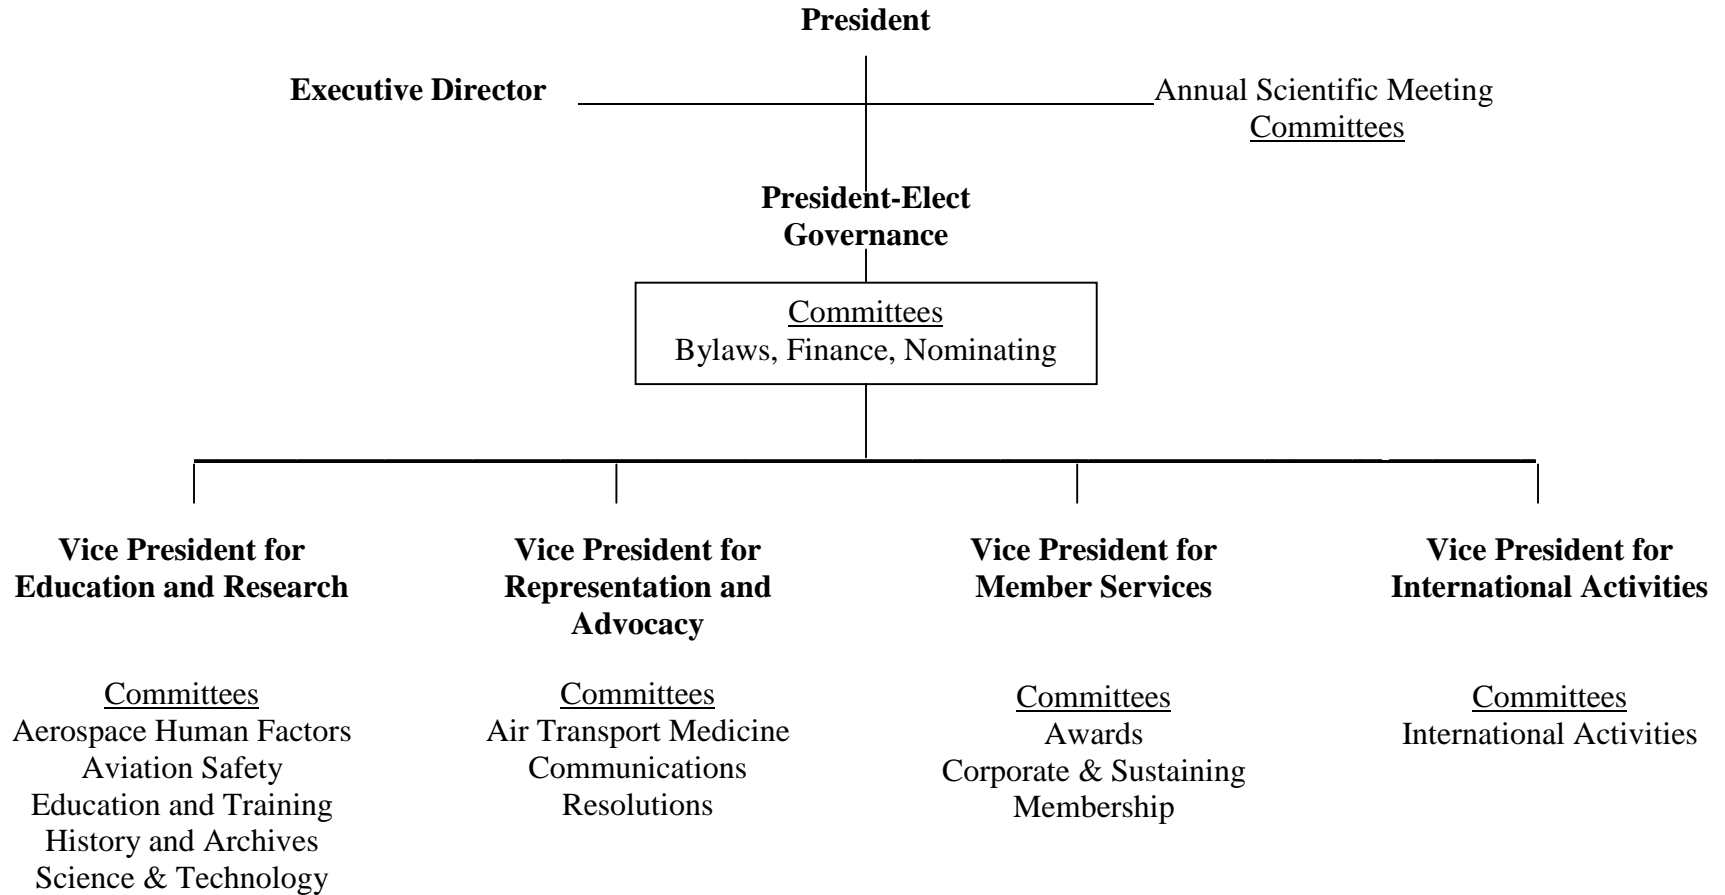 President
Executive Director
Annual Scientific Meeting
Committees
President-Elect
Governance
Committees
Bylaws, Finance, Nominating
Vice President for
Education and Research
Committees
Aerospace Human Factors
Aviation Safety
Education and Training
History and Archives
Science & Technology
Vice President for
Representation and
Advocacy
Committees
Air Transport Medicine
Communications
Resolutions
Vice President for
Member Services
Committees
Awards
Corporate & Sustaining
Membership
Vice President for
International Activities
Committees
International Activities